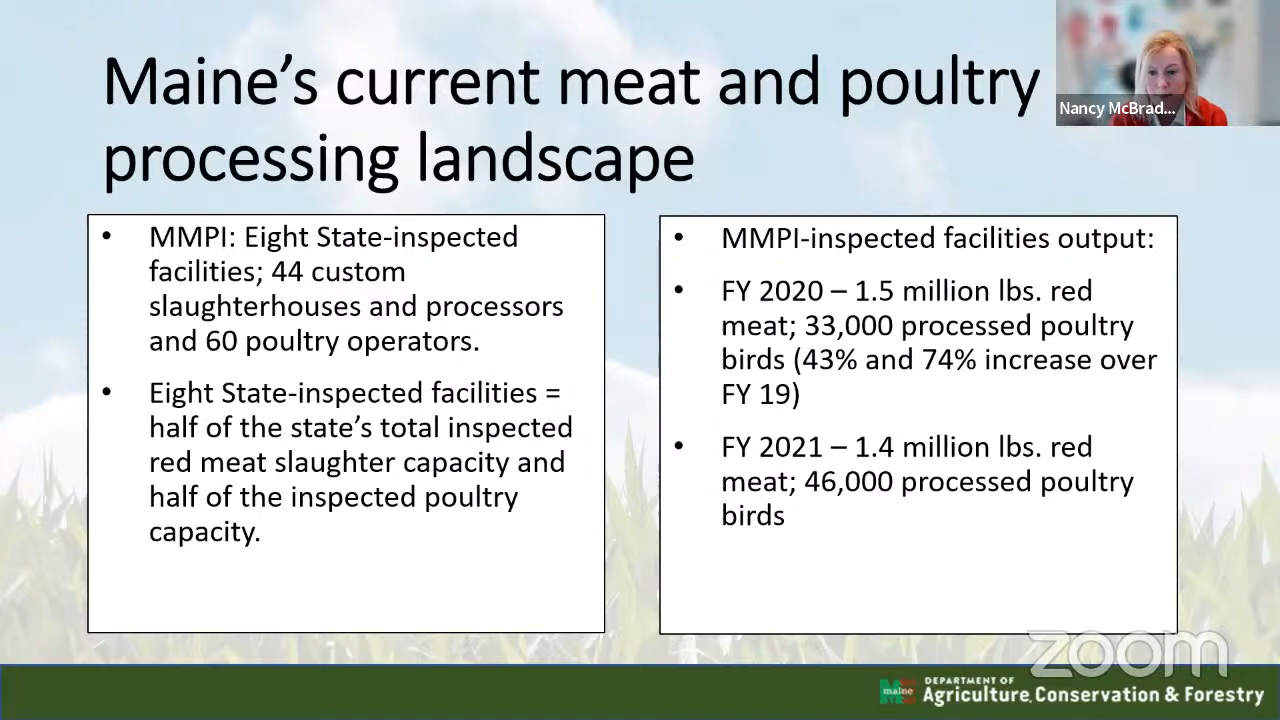 Maine's current meat and poultry
processing landscape
Nancy McBrad...
• MMPI: Eight State-inspected
facilities; 44 custom
slaughterhouses and processors
and 60 poultry operators.
• Eight State-inspected facilities =
half of the state's total inspected
red meat slaughter capacity and
half of the inspected poultry
capacity.
• MMPI-inspected facilities output:
• FY 2020 – 1.5 million lbs. red
meat; 33,000 processed poultry
birds (43% and 74% increase over
FY 19)
• FY 2021 – 1.4 million lbs. red
meat; 46,000 processed poultry
birds
zoom
maine
DEPARTMENT OF
Agriculture, Conservation & Forestry